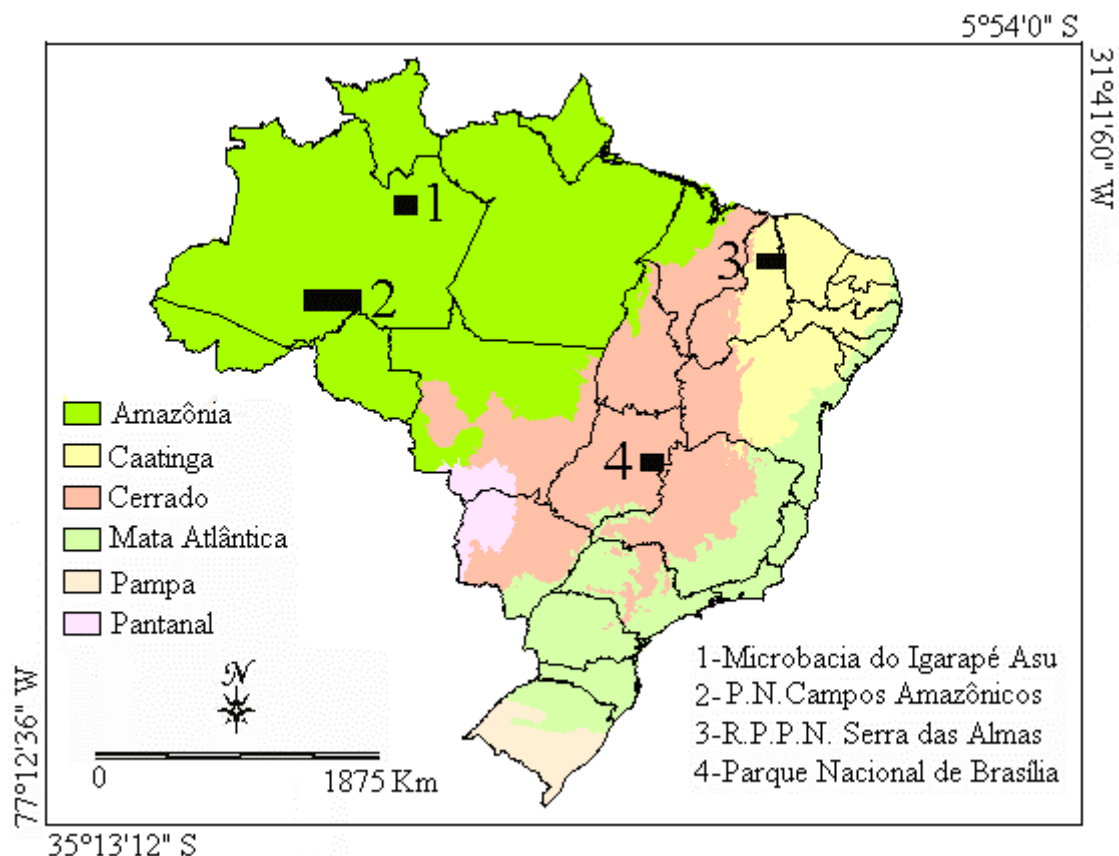 5°54'0" S
31°41'60" W
1
2
3
4
Amazônia
Caatinga
Cerrado
Mata Atlântica
Pampa
Pantanal
N
0 1875 Km
1-Microbacia do Igarapé Asu
2-P.N.Campos Amazônicos
3-R.P.P.N. Serra das Almas
4-Parque Nacional de Brasília
77°12'36" W
35°13'12" S